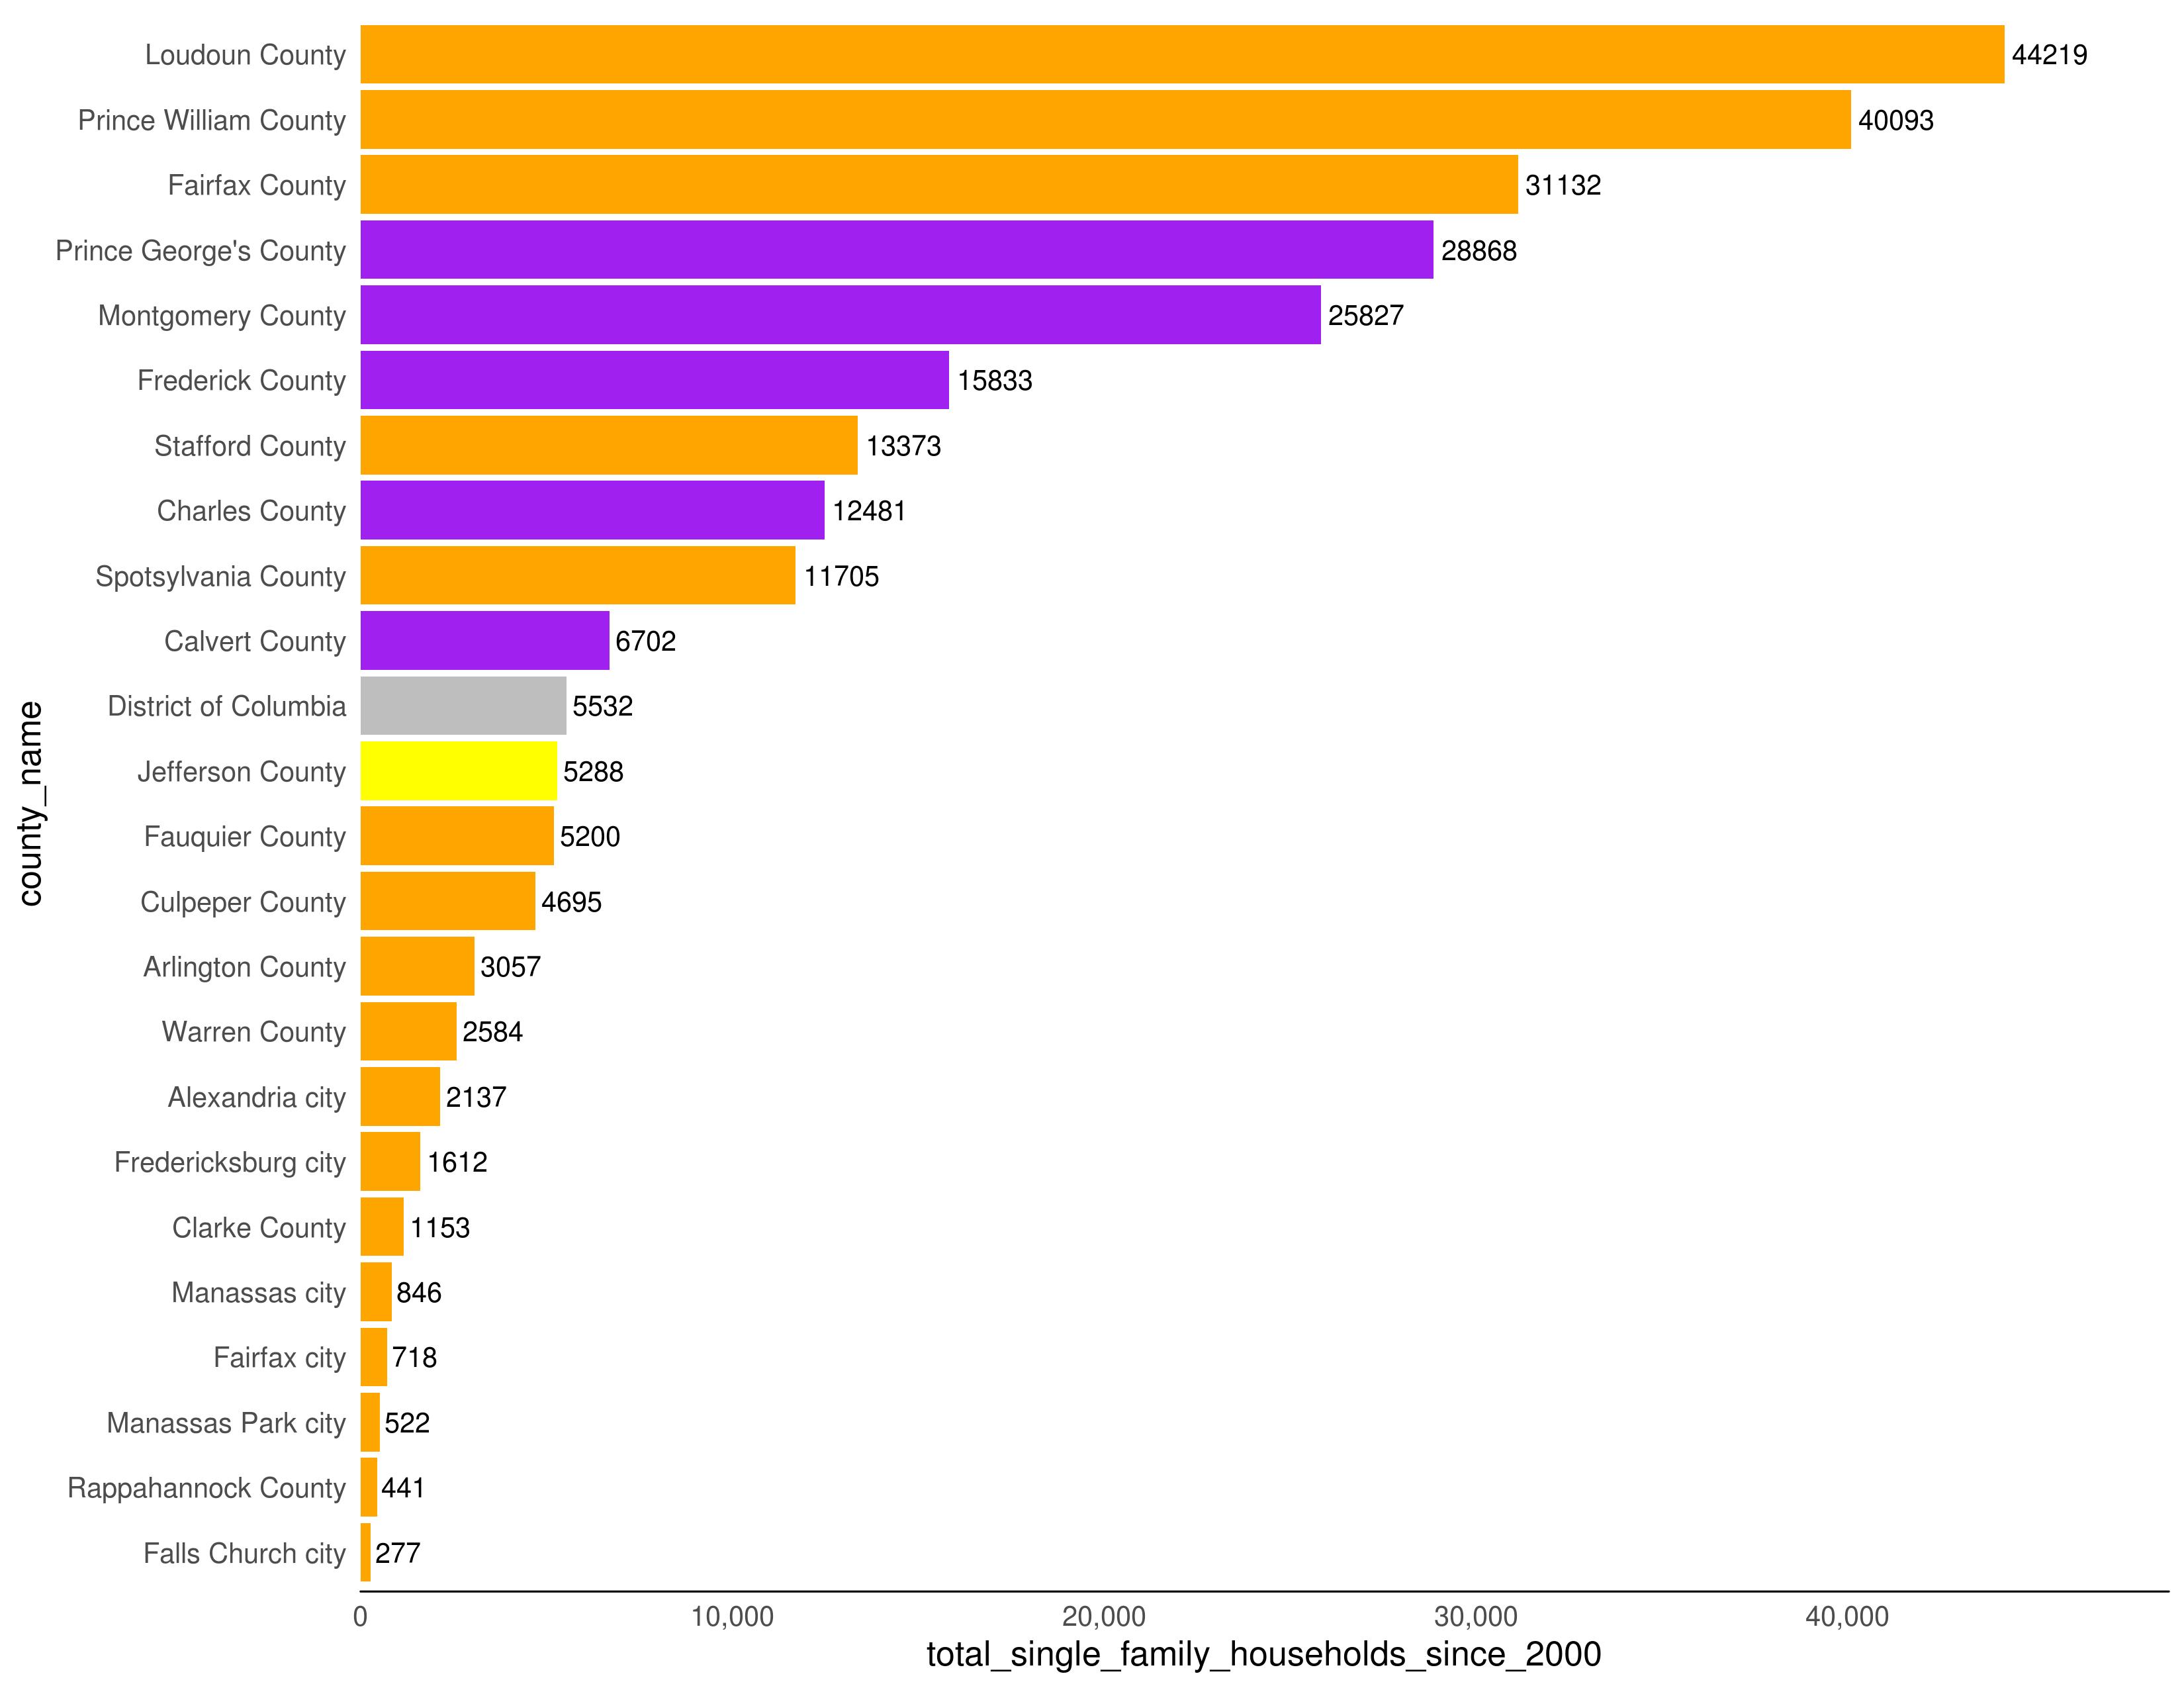 Loudoun County 44219
Prince William County 40093
Fairfax County 31132
Prince George's County 28868
Montgomery County 25827
Frederick County 15833
Stafford County 13373
Charles County 12481
Spotsylvania County 11705
Calvert County 6702
District of Columbia 5532
Jefferson County 5288
Fauquier County 5200
Culpeper County 4695
Arlington County 3057
Warren County 2584
Alexandria city 2137
Fredericksburg city 1612
Clarke County 1153
Manassas city 846
Fairfax city 718
Manassas Park city 522
Rappahannock County 441
Falls Church city 277
county_name
0 10,000 20,000 30,000 40,000
total_single_family_households_since_2000